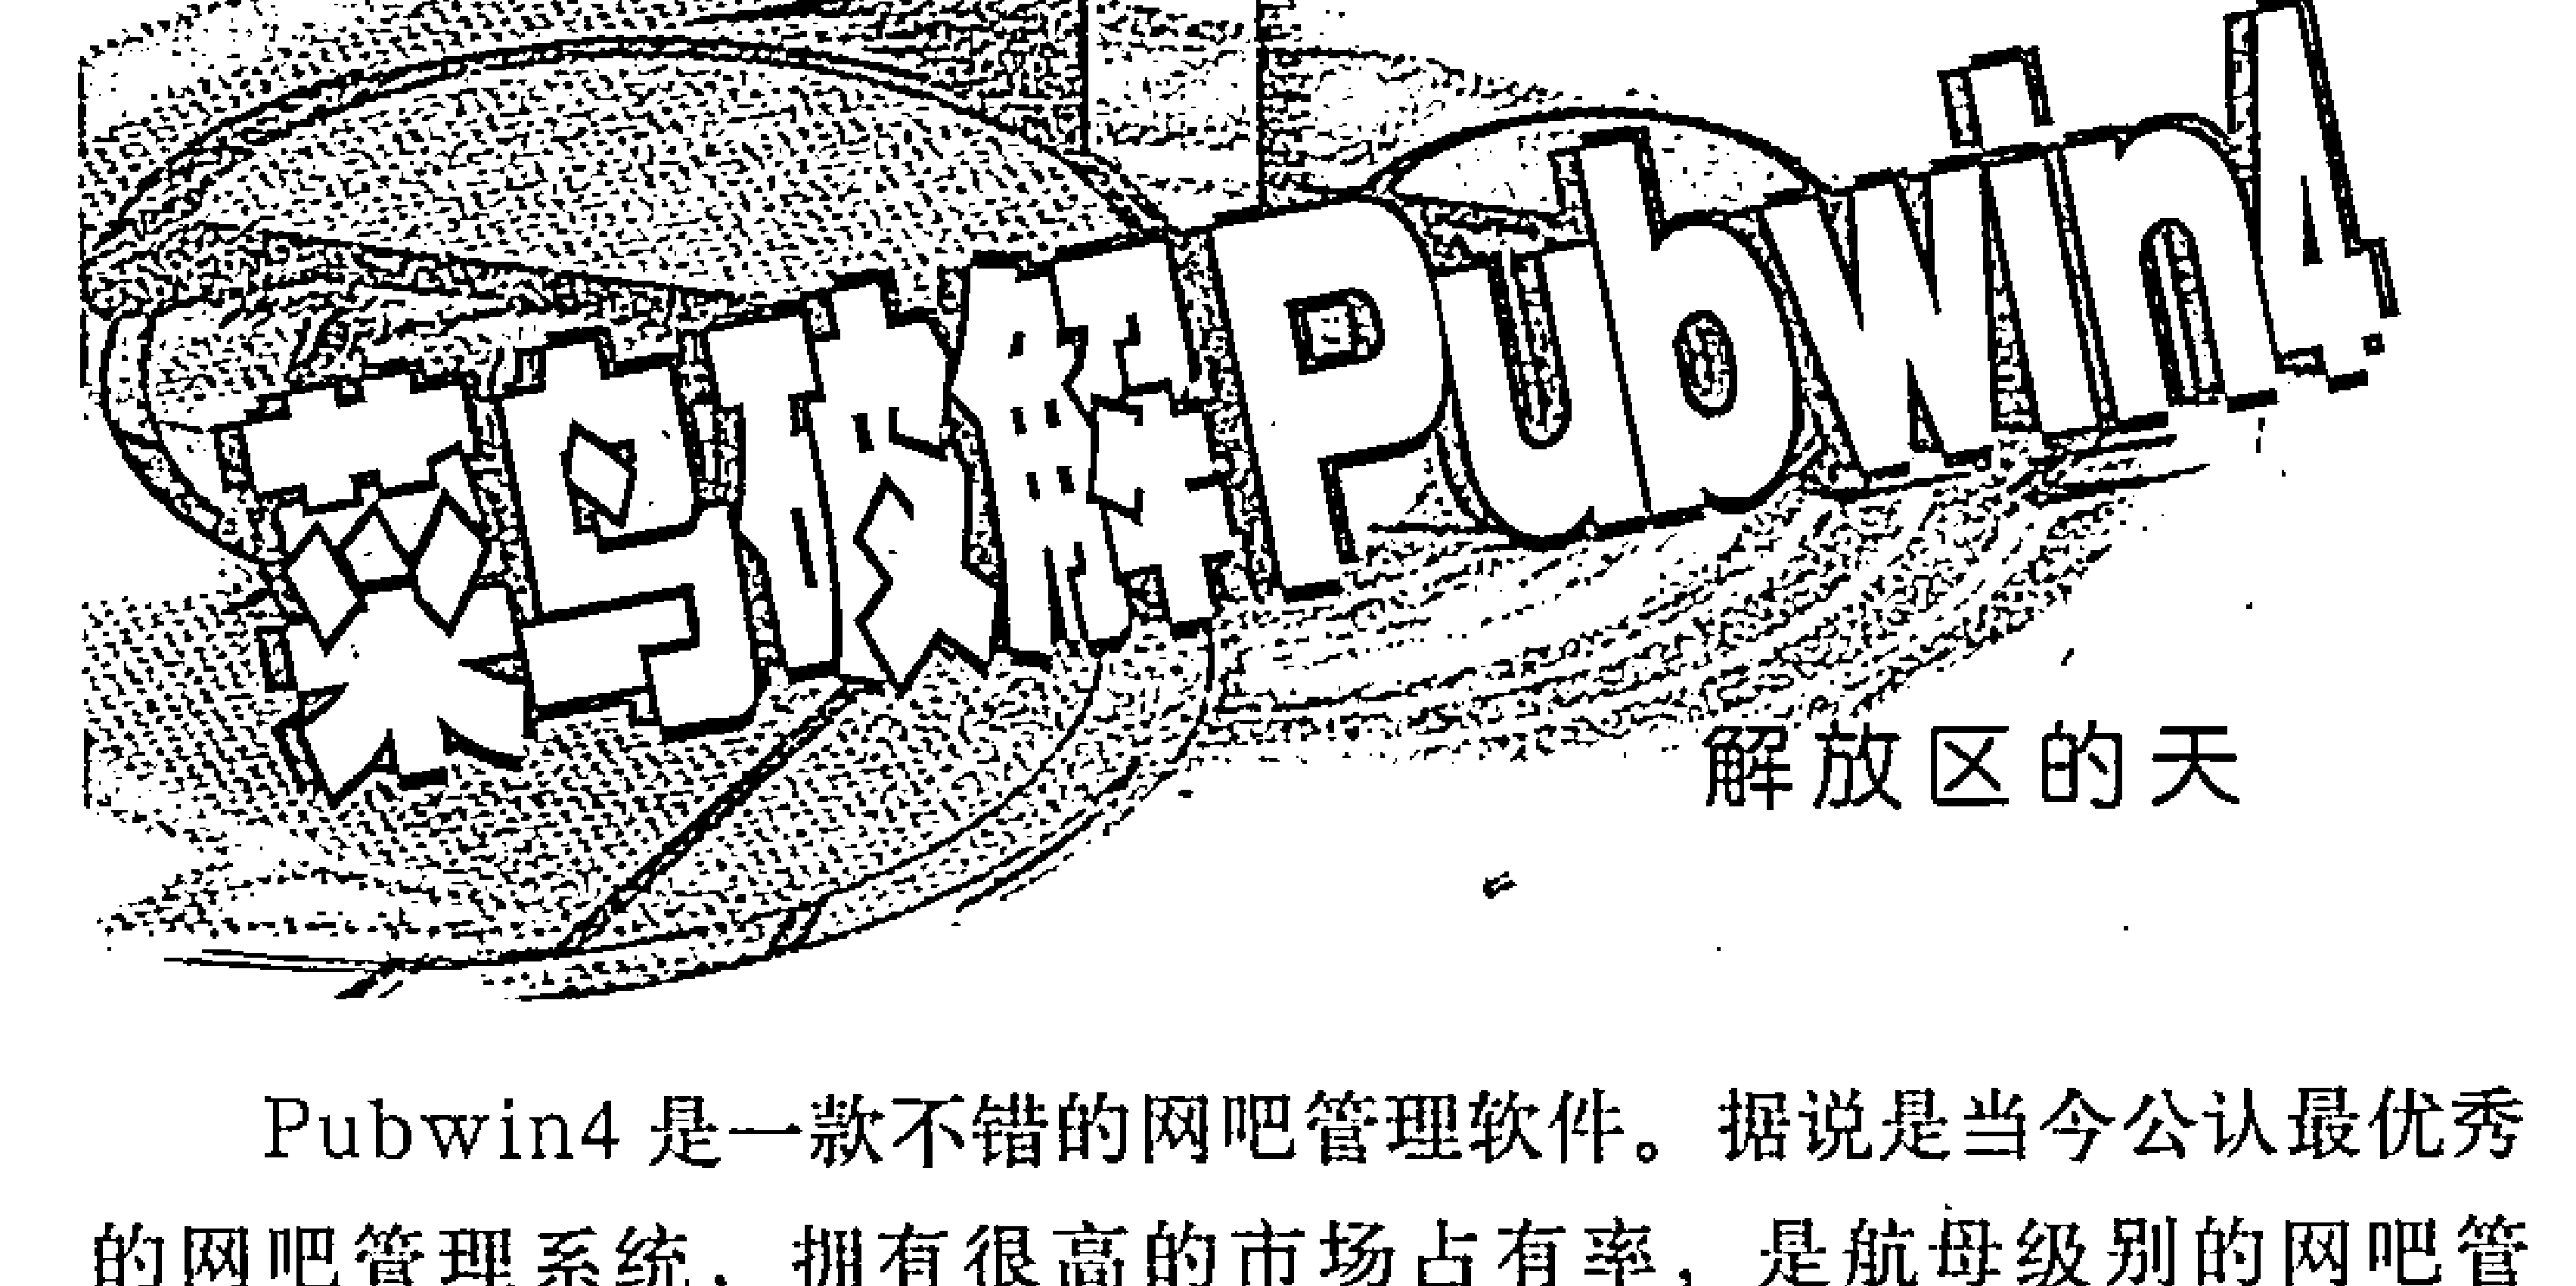 菜鸟破解Pubwin4
解放区的天
Pubwin4是一款不错的网吧管理软件。据说是当今公认最优秀
的网吧管理系统，拥有很高的市场占有率，是航母级别的网吧管